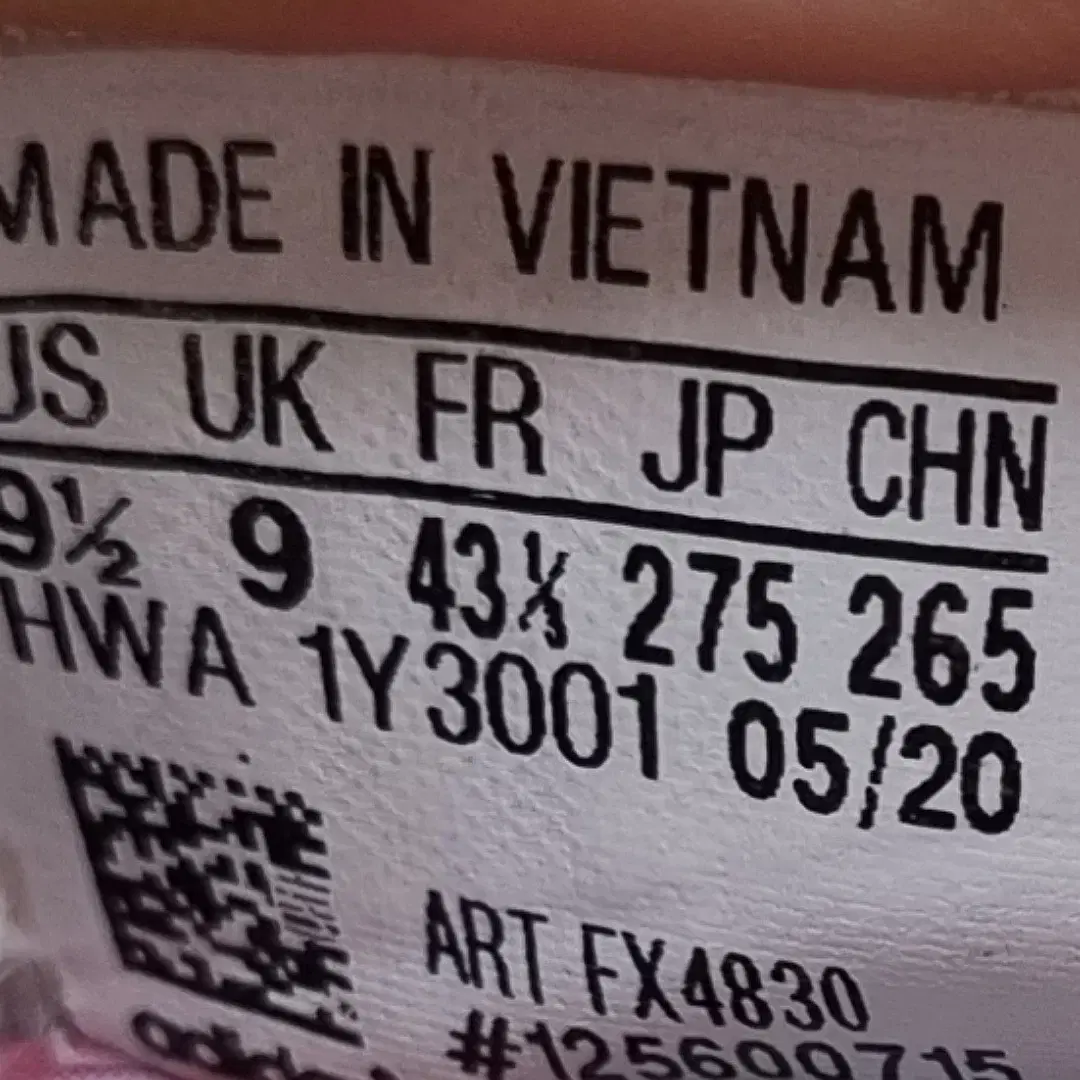 MADE IN VIETNAM
US UK FR JP CHN
9½ 9 43⅓ 275 265
HWA 1Y3001 05/20
ART FX4830
#125600715